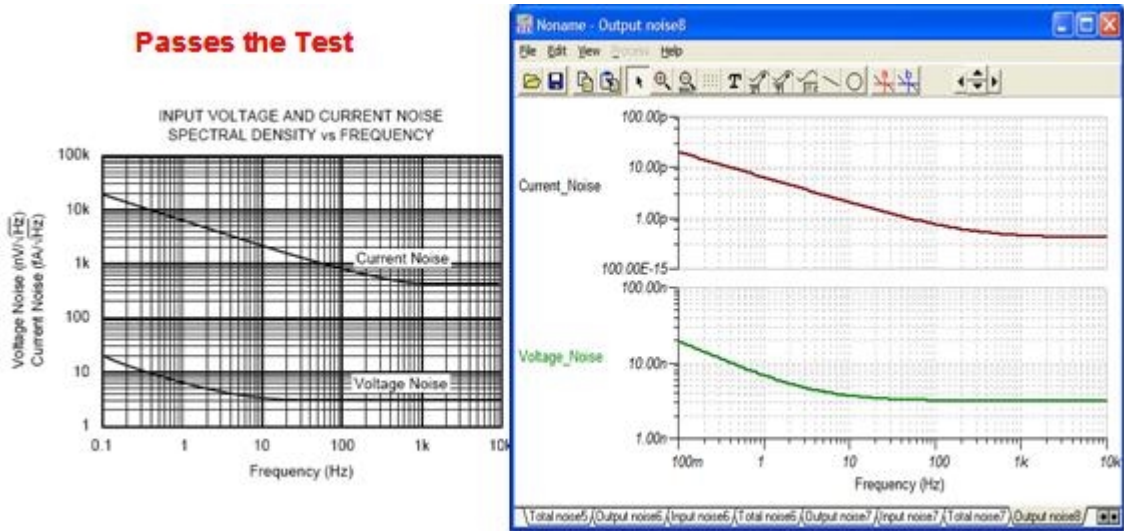 Passes the Test
INPUT VOLTAGE AND CURRENT NOISE
SPECTRAL DENSITY vs FREQUENCY
100k
10k
1k
100
10
1
Voltage Noise (nV/√Hz)
Current Noise (fA/√Hz)
Current Noise
Voltage Noise
0.1 1 10 100 1k 10k
Frequency (Hz)
Noname - Output noise8
File Edit View Process Help
T
100.00p
10.00p
1.00p
100.00E-15
Current_Noise
100.00n
10.00n
1.00n
Voltage_Noise
100m 1 10 100 1k 10k
Frequency (Hz)
Total noise5 Output noise6 Input noise6 Total noise6 Output noise7 Input noise7 Total noise7 Output noise8